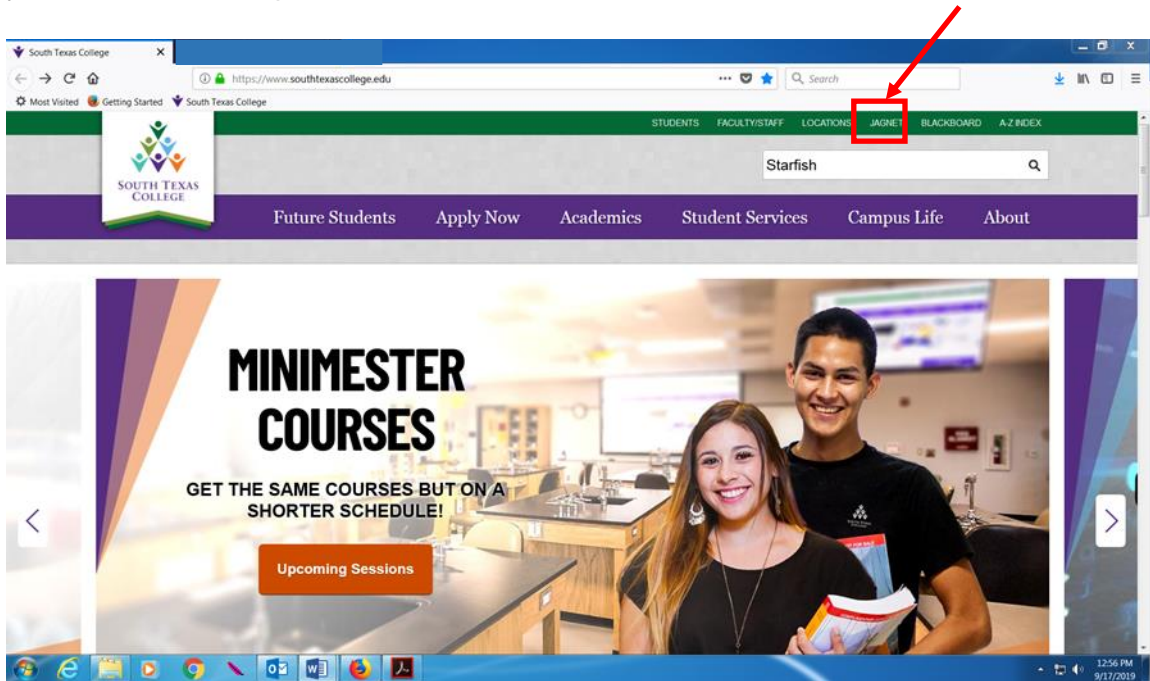 South Texas College
https://www.southtexascollege.edu
Search
Most Visited Getting Started South Texas College
STUDENTS FACULTY/STAFF LOCATIONS JAGNET BLACKBOARD A-Z INDEX
SOUTH TEXAS
COLLEGE
Starfish
Future Students Apply Now Academics Student Services Campus Life About
MINIMESTER
COURSES
GET THE SAME COURSES BUT ON A
SHORTER SCHEDULE!
Upcoming Sessions
12:56 PM
9/17/2019